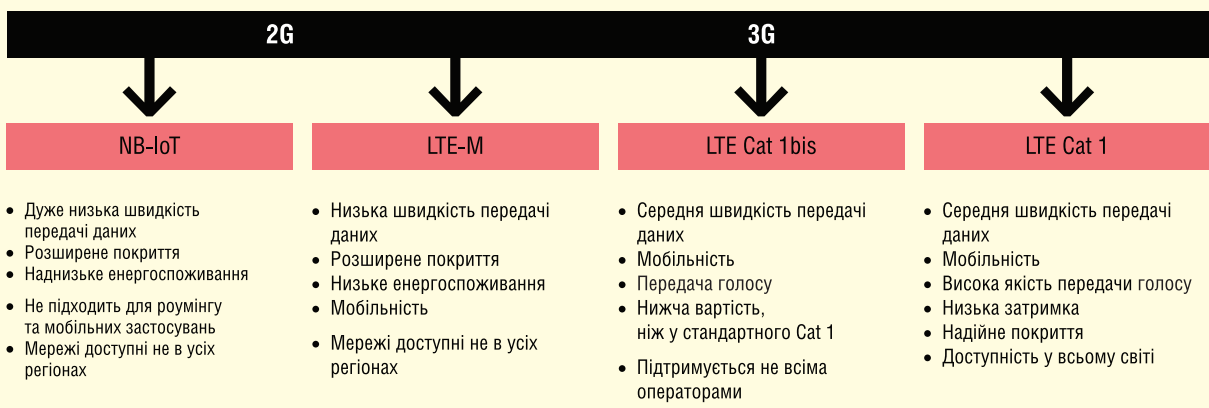 2G
3G
NB-IoT
• Дуже низька швидкість
передачі даних
• Розширене покриття
• Наднизьке енергоспоживання
• Не підходить для роумінгу
та мобільних застосувань
• Мережі доступні не в усіх
регіонах
LTE-M
• Низька швидкість передачі
даних
• Розширене покриття
• Низьке енергоспоживання
• Мобільність
• Мережі доступні не в усіх
регіонах
LTE Cat 1bis
• Середня швидкість передачі
даних
• Мобільність
• Передача голосу
• Нижча вартість,
ніж у стандартного Cat 1
• Підтримується не всіма
операторами
LTE Cat 1
• Середня швидкість передачі
даних
• Мобільність
• Висока якість передачи голосу
• Низька затримка
• Надійне покриття
• Доступність у всьому світі